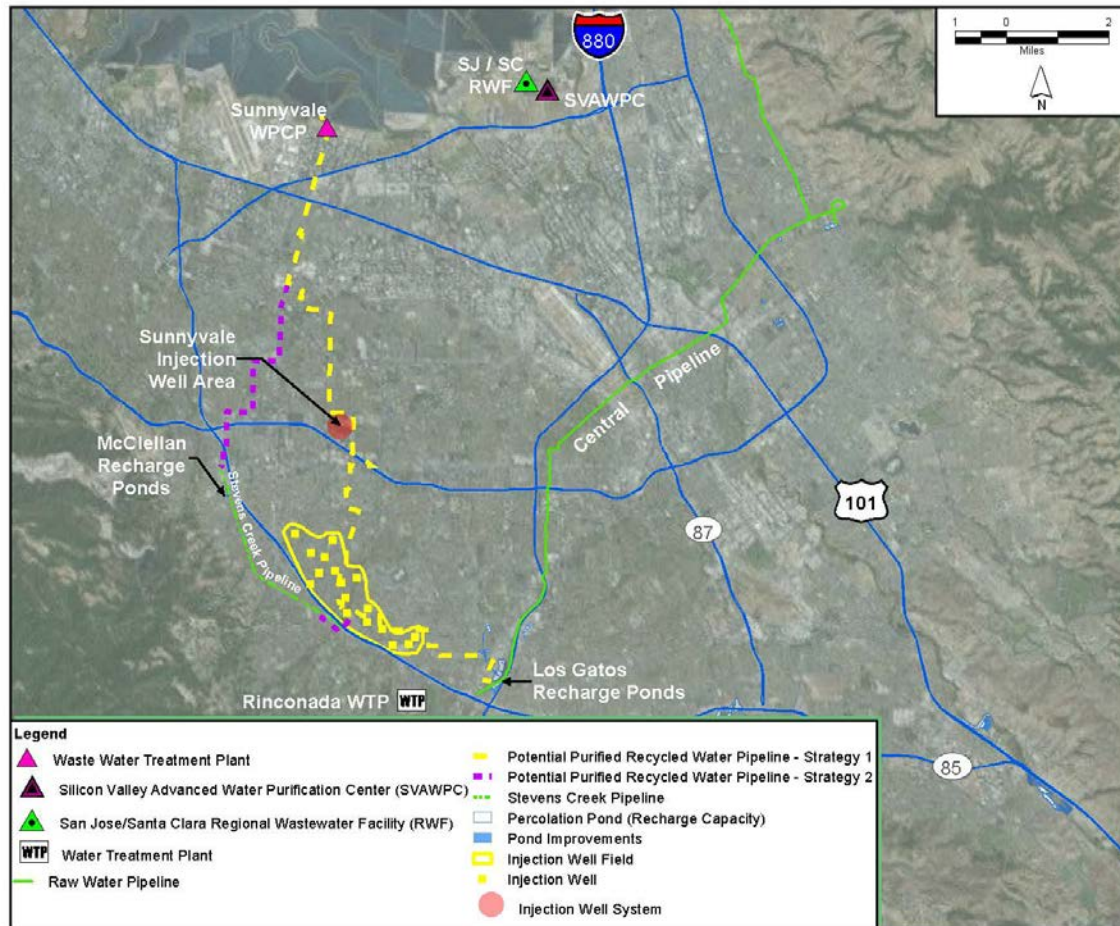 1 0 2
Miles
N
880
SJ / SC
RWF
SVAWPC
Sunnyvale
WPCP
Sunnyvale
Injection
Well Area
Central Pipeline
McClellan
Recharge
Ponds
Stevens Creek Pipeline
101
87
Los Gatos
Recharge Ponds
Rinconada WTP WTP
85
Legend
Waste Water Treatment Plant
Silicon Valley Advanced Water Purification Center (SVAWPC)
San Jose/Santa Clara Regional Wastewater Facility (RWF)
WTP Water Treatment Plant
Raw Water Pipeline
Potential Purified Recycled Water Pipeline - Strategy 1
Potential Purified Recycled Water Pipeline - Strategy 2
Stevens Creek Pipeline
Percolation Pond (Recharge Capacity)
Pond Improvements
Injection Well Field
Injection Well
Injection Well System